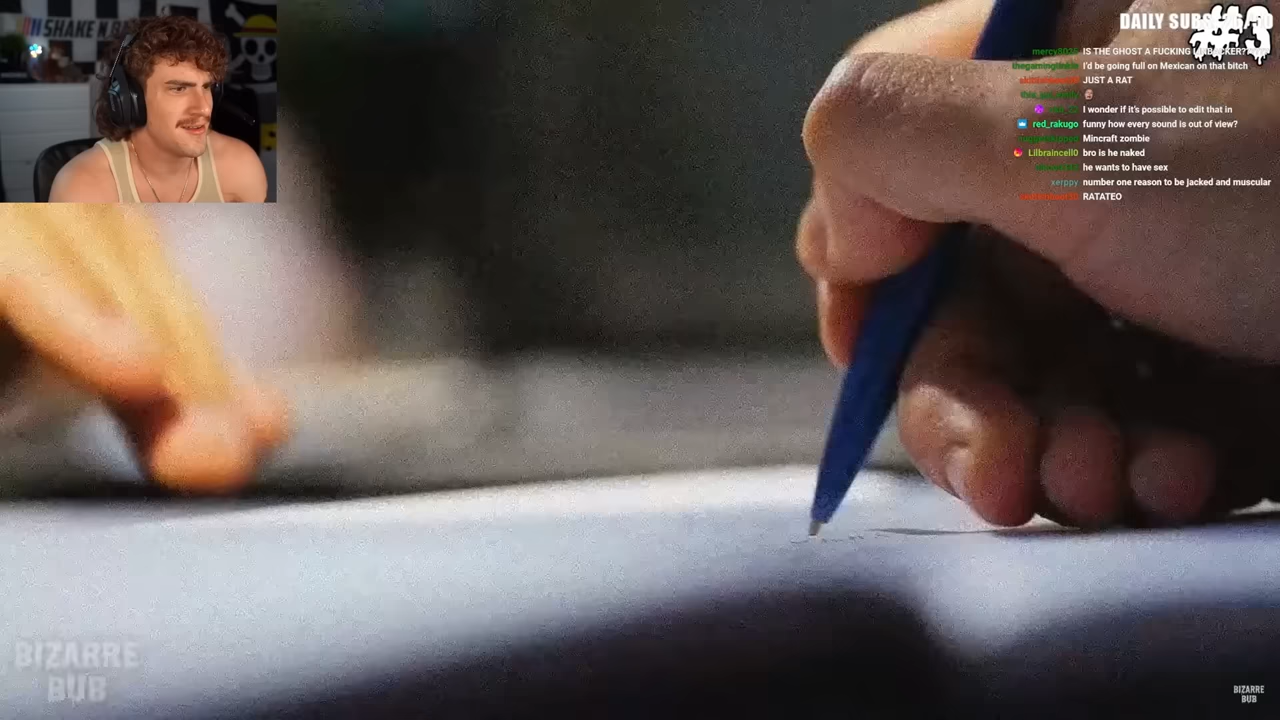 SHAKE N BA
DAILY SUBS
#3
IS THE GHOST A FUCKING
I'd be going full on Mexican on that bitch
JUST A RAT
I wonder if it's possible to edit that in
red_rakugo funny how every sound is out of view?
Mincraft zombie
Lilbraincell0 bro is he naked
he wants to have sex
xerppy number one reason to be jacked and muscular
RATATEO
BIZARRE
BUB
BIZARRE
BUB